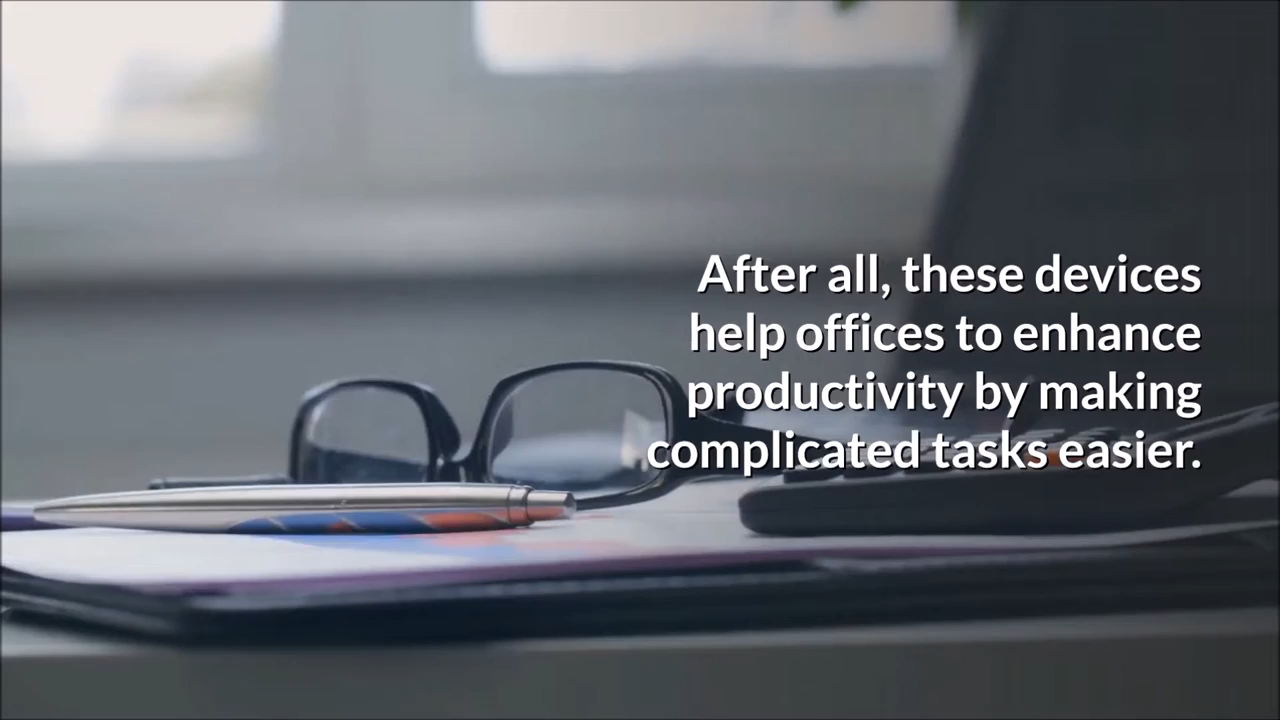 After all, these devices
help offices to enhance
productivity by making
complicated tasks easier.